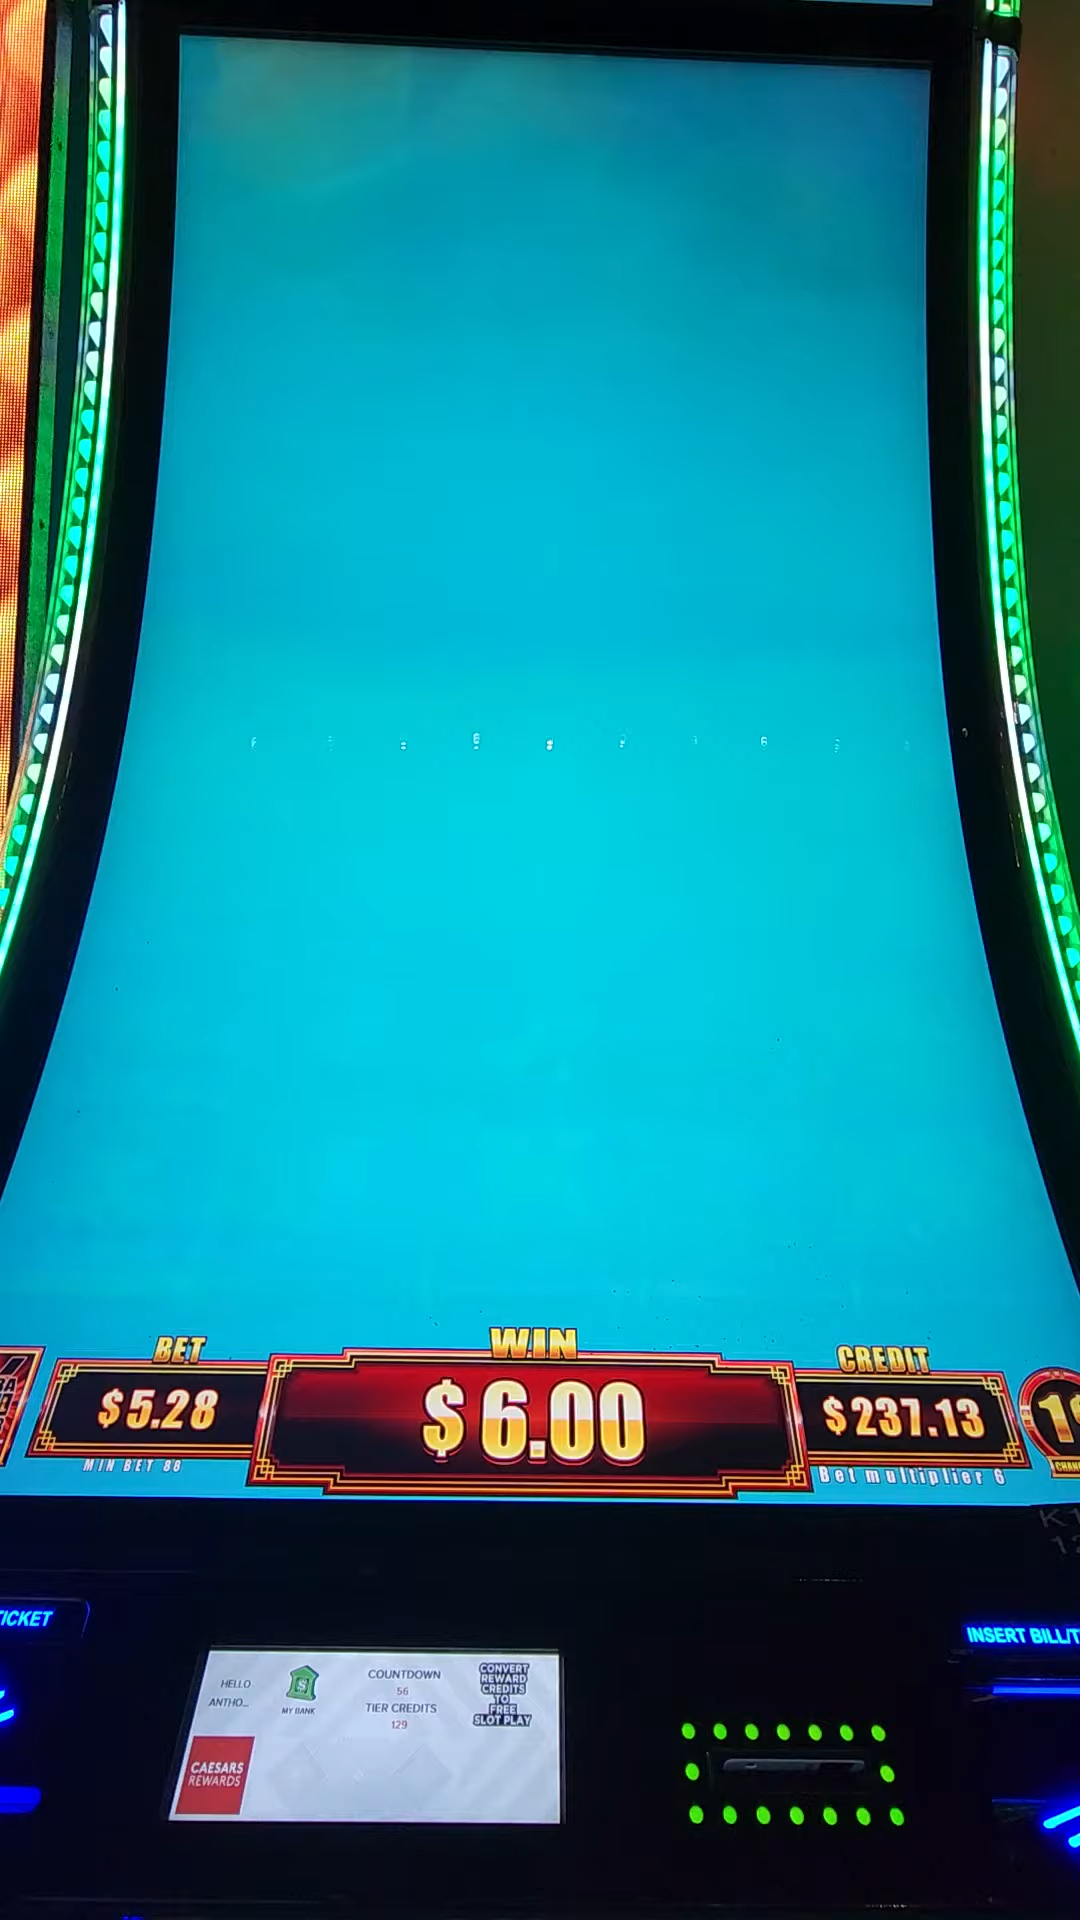 BET
WIN
CREDIT
$5.28
$6.00
$237.13
MIN BET 88
Bet multiplier 6
TICKET
INSERT BILL/T
HELLO
ANTHO...
MY BANK
COUNTDOWN
56
TIER CREDITS
129
CONVERT
REWARD
CREDITS
TO
FREE
SLOT PLAY
CAESARS
REWARDS